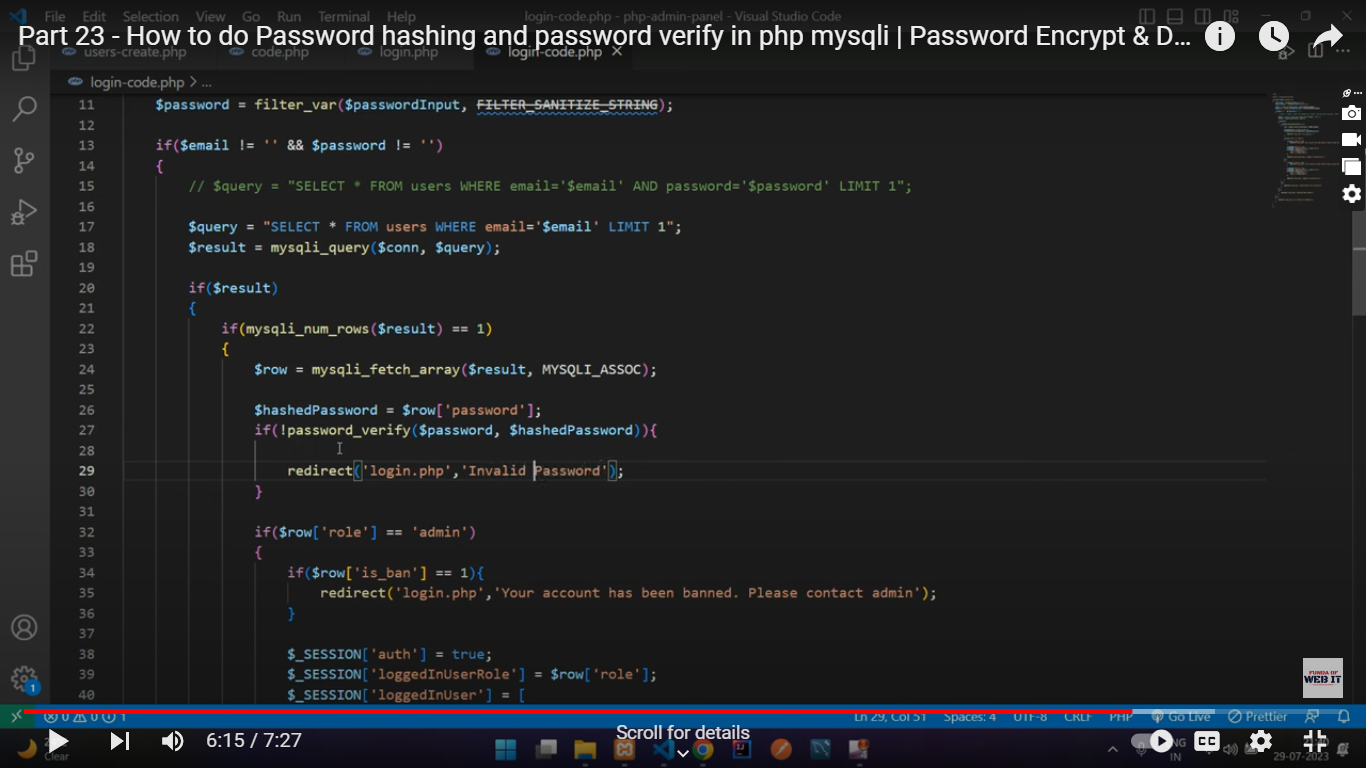 File Edit Selection View Go Run Terminal Help login-code.php - php-admin-panel - Visual Studio Code
Part 23 - How to do Password hashing and password verify in php mysqli | Password Encrypt & D...
users-create.php code.php login.php login-code.php
login-code.php > ...
11 $password = filter_var($passwordInput, FILTER_SANITIZE_STRING);
12
13 if($email != '' && $password != '')
14 {
15 // $query = "SELECT * FROM users WHERE email='$email' AND password='$password' LIMIT 1";
16
17 $query = "SELECT * FROM users WHERE email='$email' LIMIT 1";
18 $result = mysqli_query($conn, $query);
19
20 if($result)
21 {
22 if(mysqli_num_rows($result) == 1)
23 {
24 $row = mysqli_fetch_array($result, MYSQLI_ASSOC);
25
26 $hashedPassword = $row['password'];
27 if(!password_verify($password, $hashedPassword)){
28
29 redirect('login.php','Invalid Password');
30 }
31
32 if($row['role'] == 'admin')
33 {
34 if($row['is_ban'] == 1){
35 redirect('login.php','Your account has been banned. Please contact admin');
36 }
37
38 $_SESSION['auth'] = true;
39 $_SESSION['loggedInUserRole'] = $row['role'];
40 $_SESSION['loggedInUser'] = [
FUNDA OF
WEB IT
1
0 0 1 Ln 29, Col 51 Spaces: 4 UTF-8 CRLF PHP Go Live Prettier
Scroll for details
6:15 / 7:27
CC
Clear
IN
29-07-2023